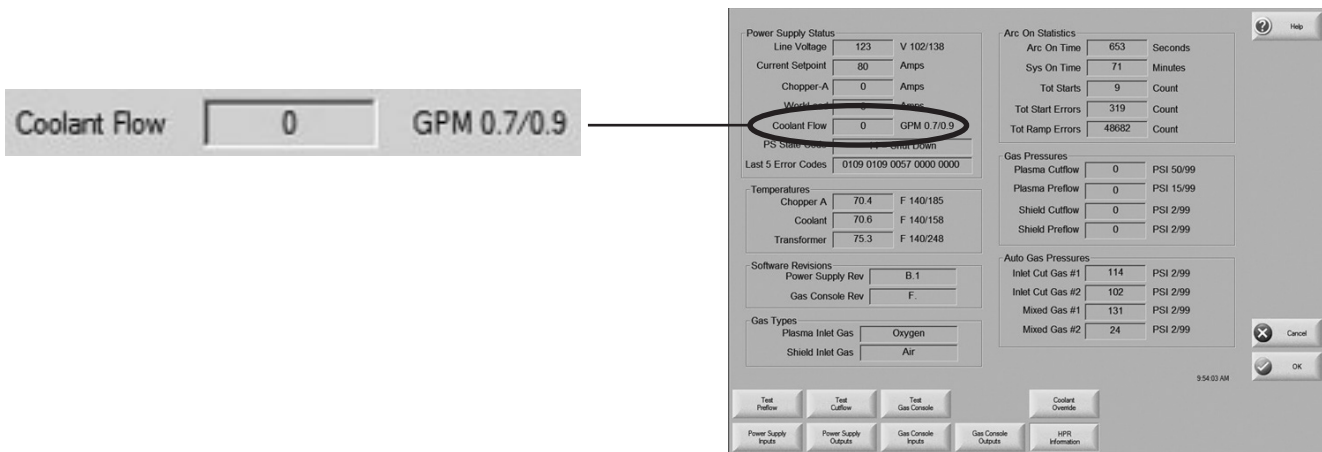 Coolant Flow 0 GPM 0.7/0.9
Power Supply Status
Line Voltage 123 V 102/138
Current Setpoint 80 Amps
Chopper-A 0 Amps
Amps
Coolant Flow 0 GPM 0.7/0.9
PS State Code Shut Down
Last 5 Error Codes 0109 0109 0057 0000 0000
Temperatures
Chopper A 70.4 F 140/185
Coolant 70.6 F 140/158
Transformer 75.3 F 140/248
Software Revisions
Power Supply Rev B.1
Gas Console Rev F.
Gas Types
Plasma Inlet Gas Oxygen
Shield Inlet Gas Air
Arc On Statistics
Arc On Time 653 Seconds
Sys On Time 71 Minutes
Tot Starts 9 Count
Tot Start Errors 319 Count
Tot Ramp Errors 48682 Count
Gas Pressures
Plasma Cutflow 0 PSI 50/99
Plasma Preflow 0 PSI 15/99
Shield Cutflow 0 PSI 2/99
Shield Preflow 0 PSI 2/99
Auto Gas Pressures
Inlet Cut Gas #1 114 PSI 2/99
Inlet Cut Gas #2 102 PSI 2/99
Mixed Gas #1 131 PSI 2/99
Mixed Gas #2 24 PSI 2/99
Help
Cancel
OK
9:54:03 AM
Test
Preflow
Test
Cutflow
Test
Gas Console
Coolant
Override
Power Supply
Inputs
Power Supply
Outputs
Gas Console
Inputs
Gas Console
Outputs
HPR
Information